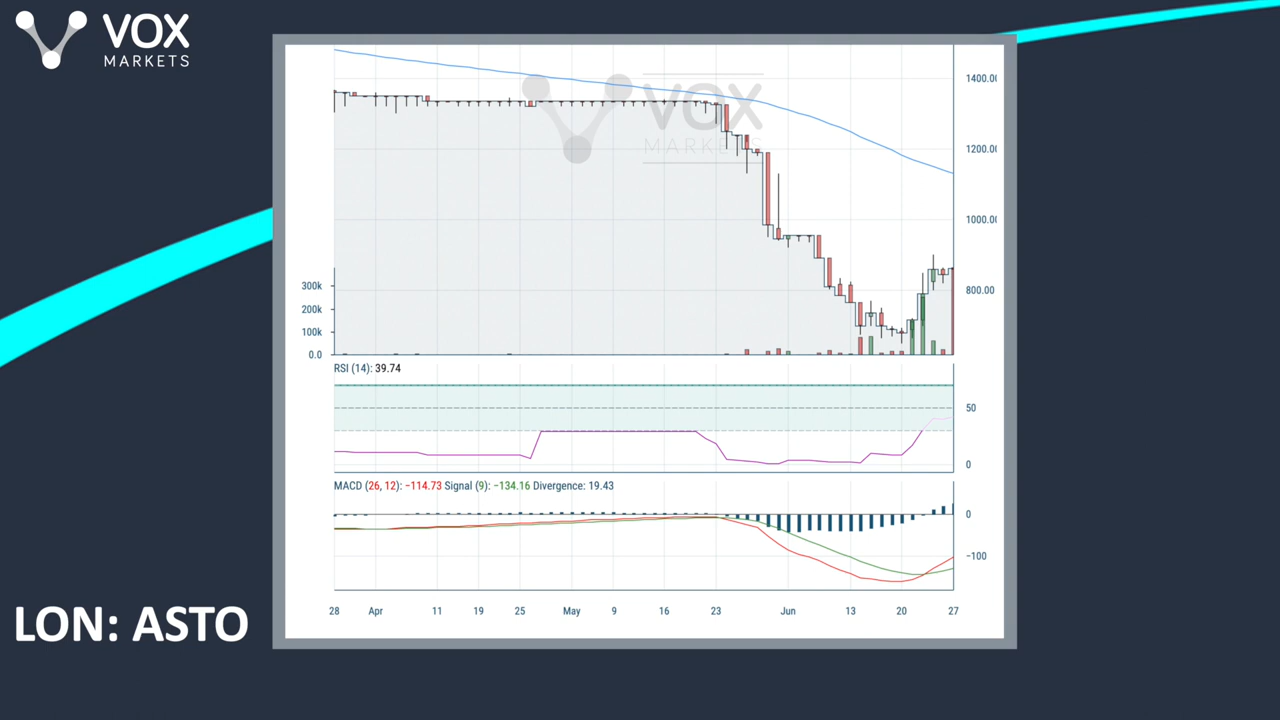 VOX
MARKETS
VOX
MARKETS
1400.00
1200.00
1000.00
800.00
300k
200k
100k
0.0
RSI (14): 39.74
50
0
MACD (26, 12): −114.73 Signal (9): −134.16 Divergence: 19.43
0
−100
28 Apr 11 19 25 May 9 16 23 Jun 13 20 27
LON: ASTO